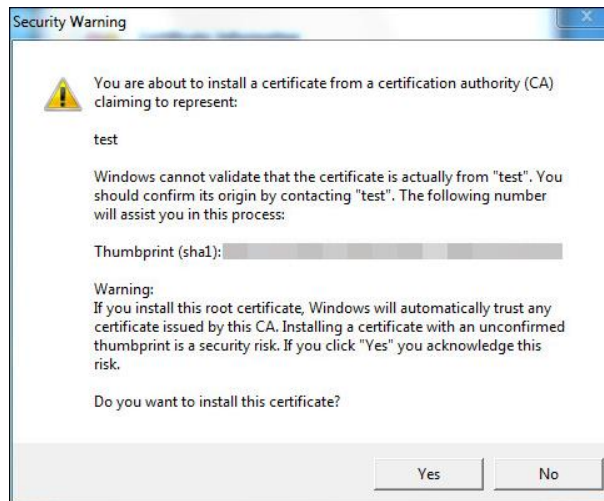 Security Warning
You are about to install a certificate from a certification authority (CA)
claiming to represent:
test
Windows cannot validate that the certificate is actually from "test". You
should confirm its origin by contacting "test". The following number
will assist you in this process:
Thumbprint (sha1):
Warning:
If you install this root certificate, Windows will automatically trust any
certificate issued by this CA. Installing a certificate with an unconfirmed
thumbprint is a security risk. If you click "Yes" you acknowledge this
risk.
Do you want to install this certificate?
Yes
No